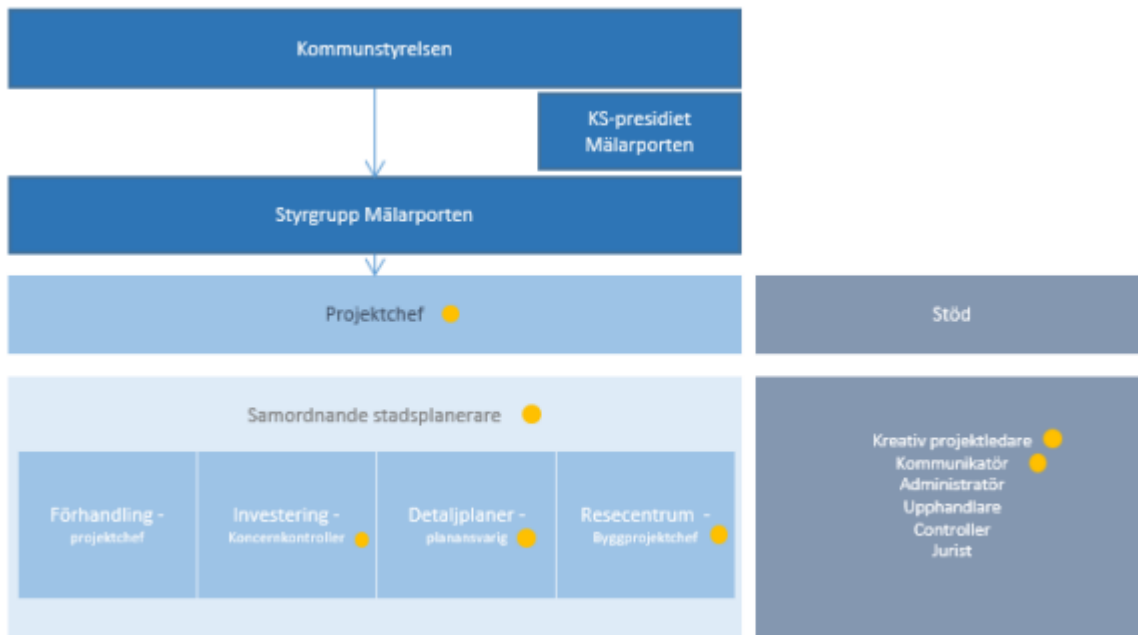 Kommunstyrelsen
KS-presidiet
Mälarporten
Styrgrupp Mälarporten
Projektchef
Stöd
Samordnande stadsplanerare
Förhandling -
projektchef
Investering -
Koncernkontroller
Detaljplaner -
planansvarig
Resecentrum -
Byggprojektchef
Kreativ projektledare
Kommunikatör
Administratör
Upphandlare
Controller
Jurist